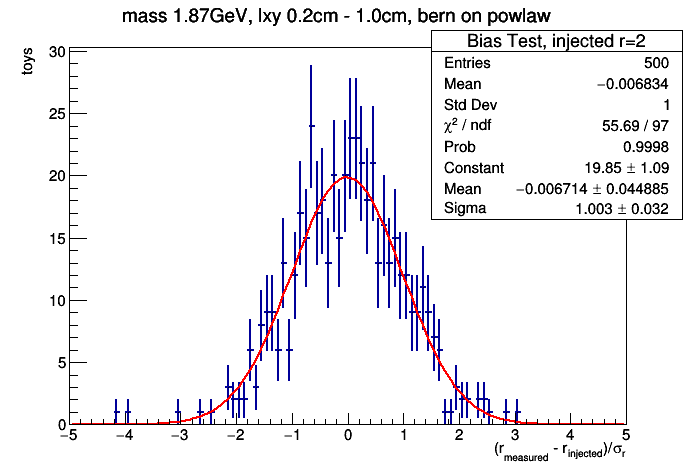 mass 1.87GeV, lxy 0.2cm - 1.0cm, bern on powlaw
Bias Test, injected r=2
Entries 500
Mean −0.006834
Std Dev 1
χ² / ndf 55.69 / 97
Prob 0.9998
Constant 19.85 ± 1.09
Mean −0.006714 ± 0.044885
Sigma 1.003 ± 0.032
toys
30
25
20
15
10
5
0
−5 −4 −3 −2 −1 0 1 2 3 4 5
(r_measured - r_injected)/σ_r